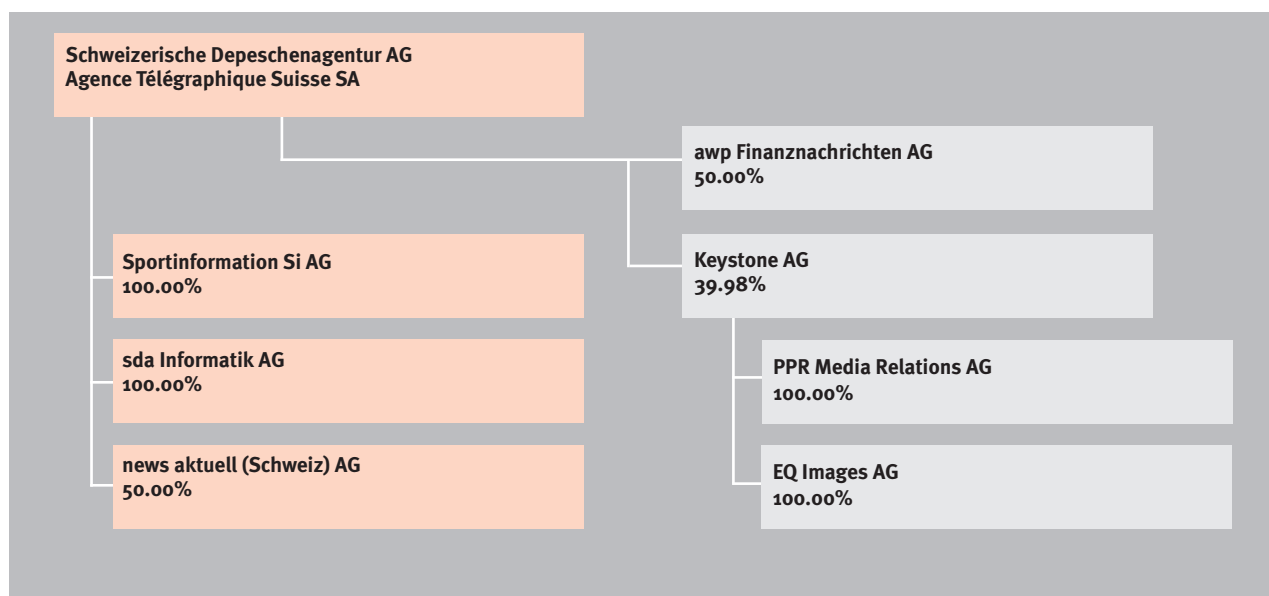 Schweizerische Depeschenagentur AG
Agence Télégraphique Suisse SA
awp Finanznachrichten AG
50.00%
Sportinformation Si AG
100.00%
Keystone AG
39.98%
sda Informatik AG
100.00%
PPR Media Relations AG
100.00%
news aktuell (Schweiz) AG
50.00%
EQ Images AG
100.00%